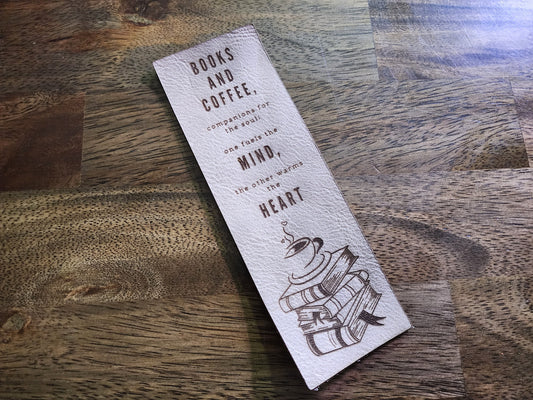 BOOKS
AND
COFFEE,
companions for
the soul:
one fuels the
MIND,
the other warms
the
HEART